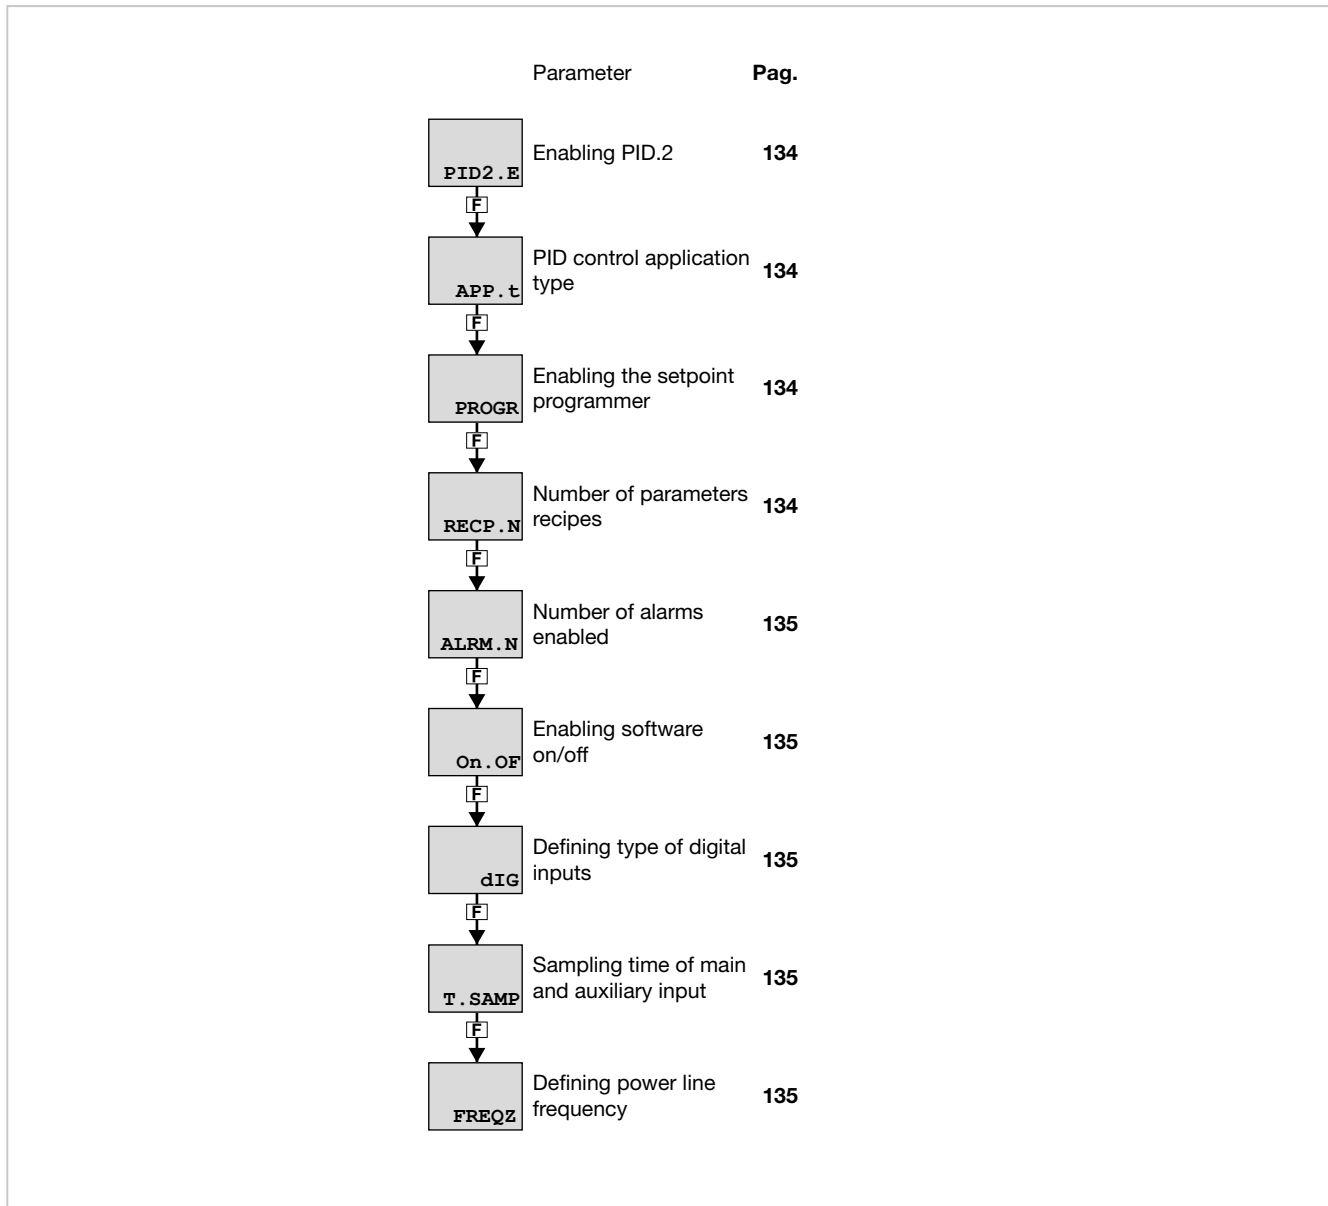 Parameter Pag.
PID2.E Enabling PID.2 134
F
APP.t PID control application
type 134
F
PROGR Enabling the setpoint
programmer 134
F
RECP.N Number of parameters
recipes 134
F
ALRM.N Number of alarms
enabled 135
F
On.OF Enabling software
on/off 135
F
dIG Defining type of digital
inputs 135
F
T.SAMP Sampling time of main
and auxiliary input 135
F
FREQZ Defining power line
frequency 135